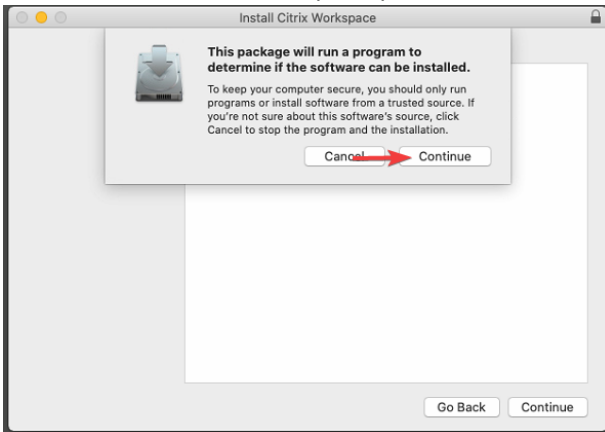 Install Citrix Workspace
This package will run a program to
determine if the software can be installed.
To keep your computer secure, you should only run
programs or install software from a trusted source. If
you're not sure about this software's source, click
Cancel to stop the program and the installation.
Cancel Continue
Go Back Continue